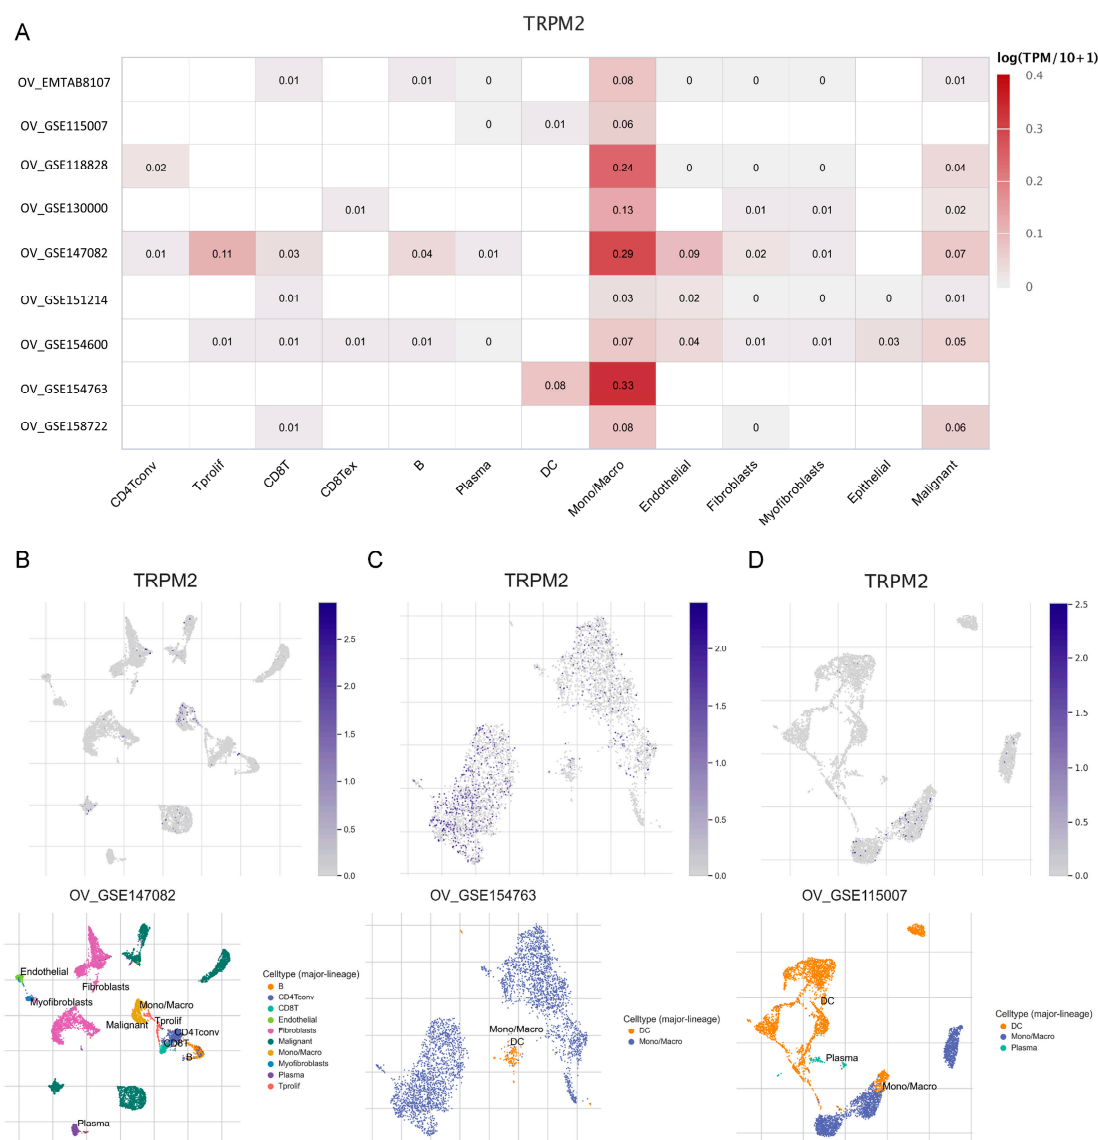 A
TRPM2
log(TPM/10+1)
OV_EMTAB8107 0.01 0.01 0 0.08 0 0 0 0.01
OV_GSE115007 0 0.01 0.06
OV_GSE118828 0.02 0.24 0 0 0 0.04
OV_GSE130000 0.01 0.13 0.01 0.01 0.02
OV_GSE147082 0.01 0.11 0.03 0.04 0.01 0.29 0.09 0.02 0.01 0.07
OV_GSE151214 0.01 0.03 0.02 0 0 0 0.01
OV_GSE154600 0.01 0.01 0.01 0.01 0 0.07 0.04 0.01 0.01 0.03 0.05
OV_GSE154763 0.08 0.33
OV_GSE158722 0.01 0.08 0 0.06
0.4
0.3
0.2
0.1
0
CD4Tconv Tprolif CD8T CD8Tex B Plasma DC Mono/Macro Endothelial Fibroblasts Myofibroblasts Epithelial Malignant
B
TRPM2
2.5
2.0
1.5
1.0
0.5
0.0
OV_GSE147082
Endothelial
Fibroblasts
Myofibroblasts
Mono/Macro
Malignant
Tprolif
CD4Tconv
CD8T
B
Plasma
Celltype (major-lineage)
B
CD4Tconv
CD8T
Endothelial
Fibroblasts
Malignant
Mono/Macro
Myofibroblasts
Plasma
Tprolif
C
TRPM2
2.0
1.5
1.0
0.5
0.0
OV_GSE154763
Mono/Macro
DC
Celltype (major-lineage)
DC
Mono/Macro
D
TRPM2
2.5
2.0
1.5
1.0
0.5
0.0
OV_GSE115007
DC
Plasma
Mono/Macro
Celltype (major-lineage)
DC
Mono/Macro
Plasma